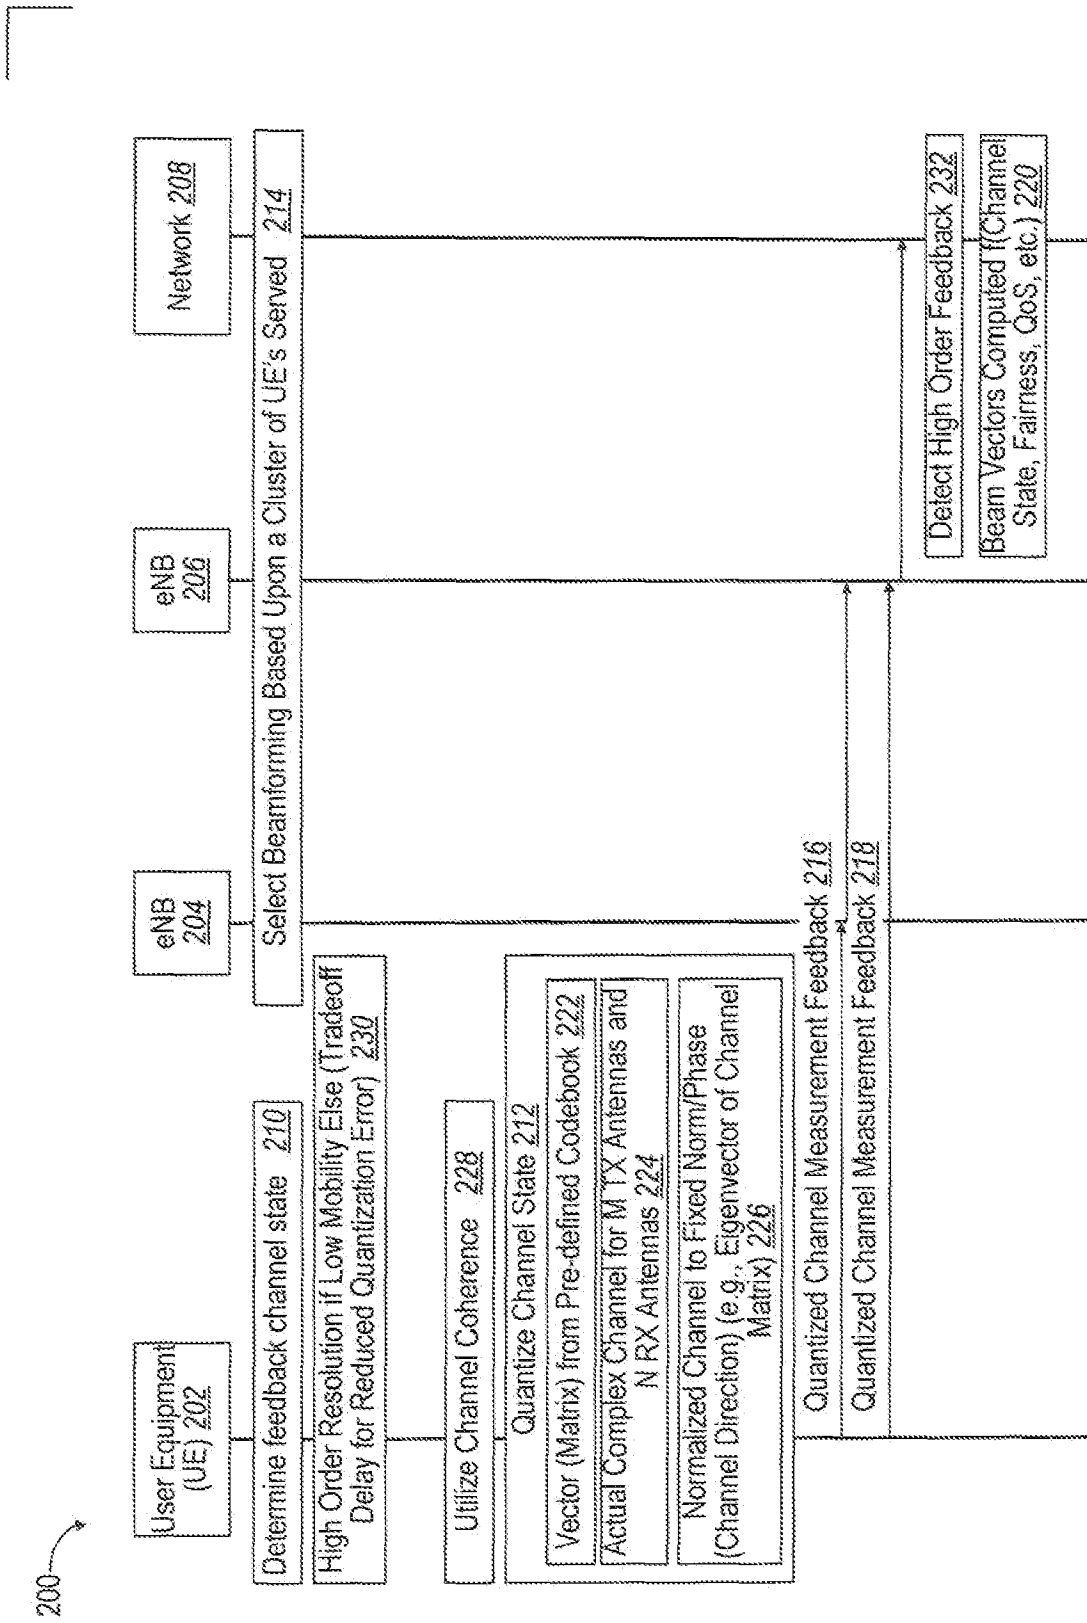 200
User Equipment
(UE) 202
eNB
204
eNB
206
Network 208
Determine feedback channel state 210
Select Beamforming Based Upon a Cluster of UE's Served 214
High Order Resolution if Low Mobility Else (Tradeoff
Delay for Reduced Quantization Error) 230
Utilize Channel Coherence 228
Quantize Channel State 212
Vector (Matrix) from Pre-defined Codebook 222
Actual Complex Channel for M TX Antennas and
N RX Antennas 224
Normalized Channel to Fixed Norm/Phase
(Channel Direction) (e.g., Eigenvector of Channel
Matrix) 226
Quantized Channel Measurement Feedback 216
Quantized Channel Measurement Feedback 218
Detect High Order Feedback 232
Beam Vectors Computed f(Channel
State, Fairness, QoS, etc.) 220